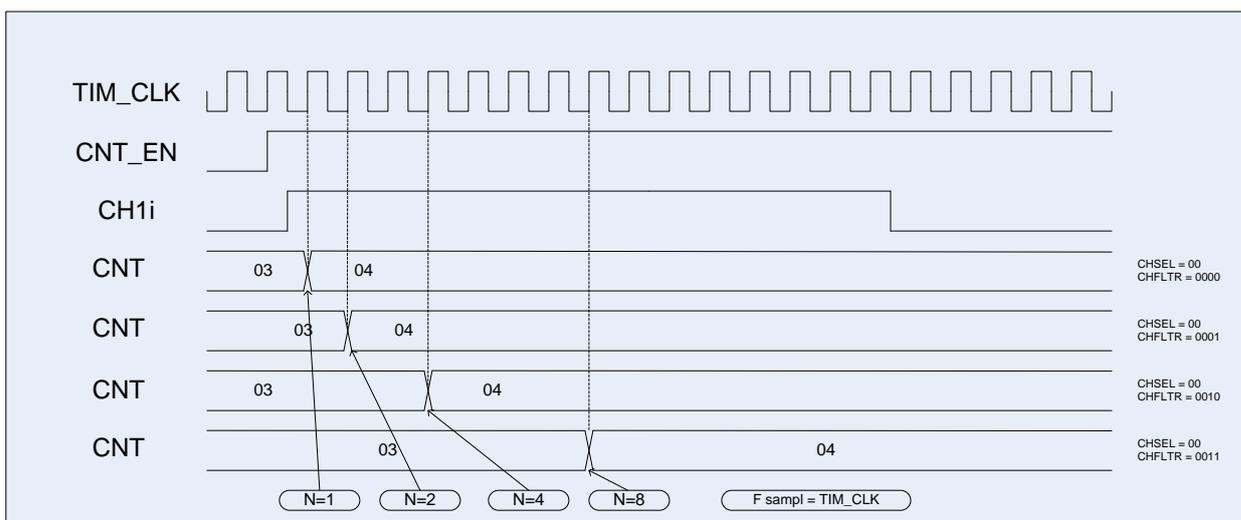 TIM_CLK
CNT_EN
CH1i
CNT
03
04
CHSEL = 00
CHFLTR = 0000
CNT
03
04
CHSEL = 00
CHFLTR = 0001
CNT
03
04
CHSEL = 00
CHFLTR = 0010
CNT
03
04
CHSEL = 00
CHFLTR = 0011
N=1
N=2
N=4
N=8
F sampl = TIM_CLK